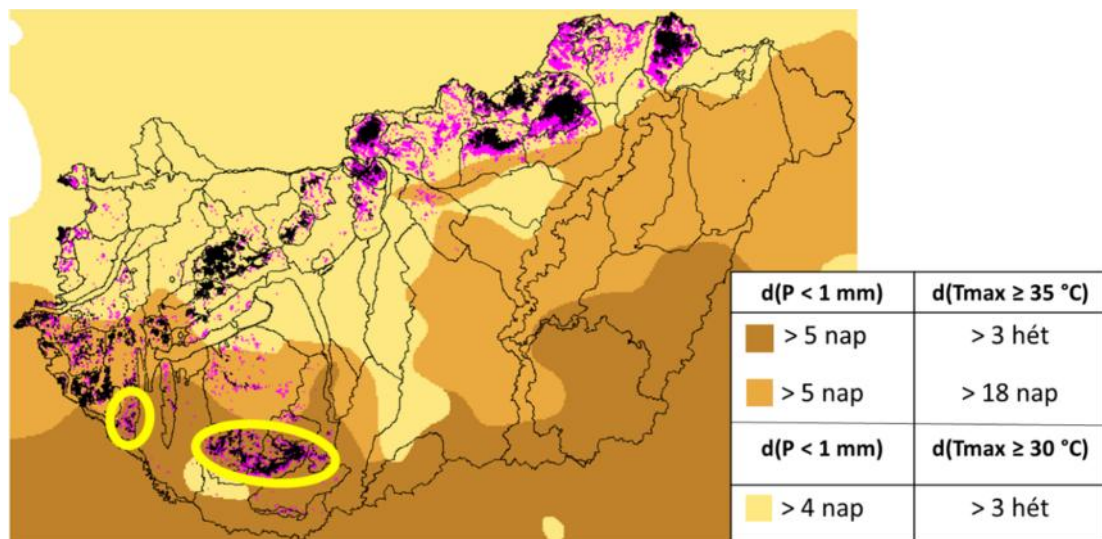 d(P < 1 mm) d(Tmax ≥ 35 °C)
> 5 nap > 3 hét
> 5 nap > 18 nap
d(P < 1 mm) d(Tmax ≥ 30 °C)
> 4 nap > 3 hét